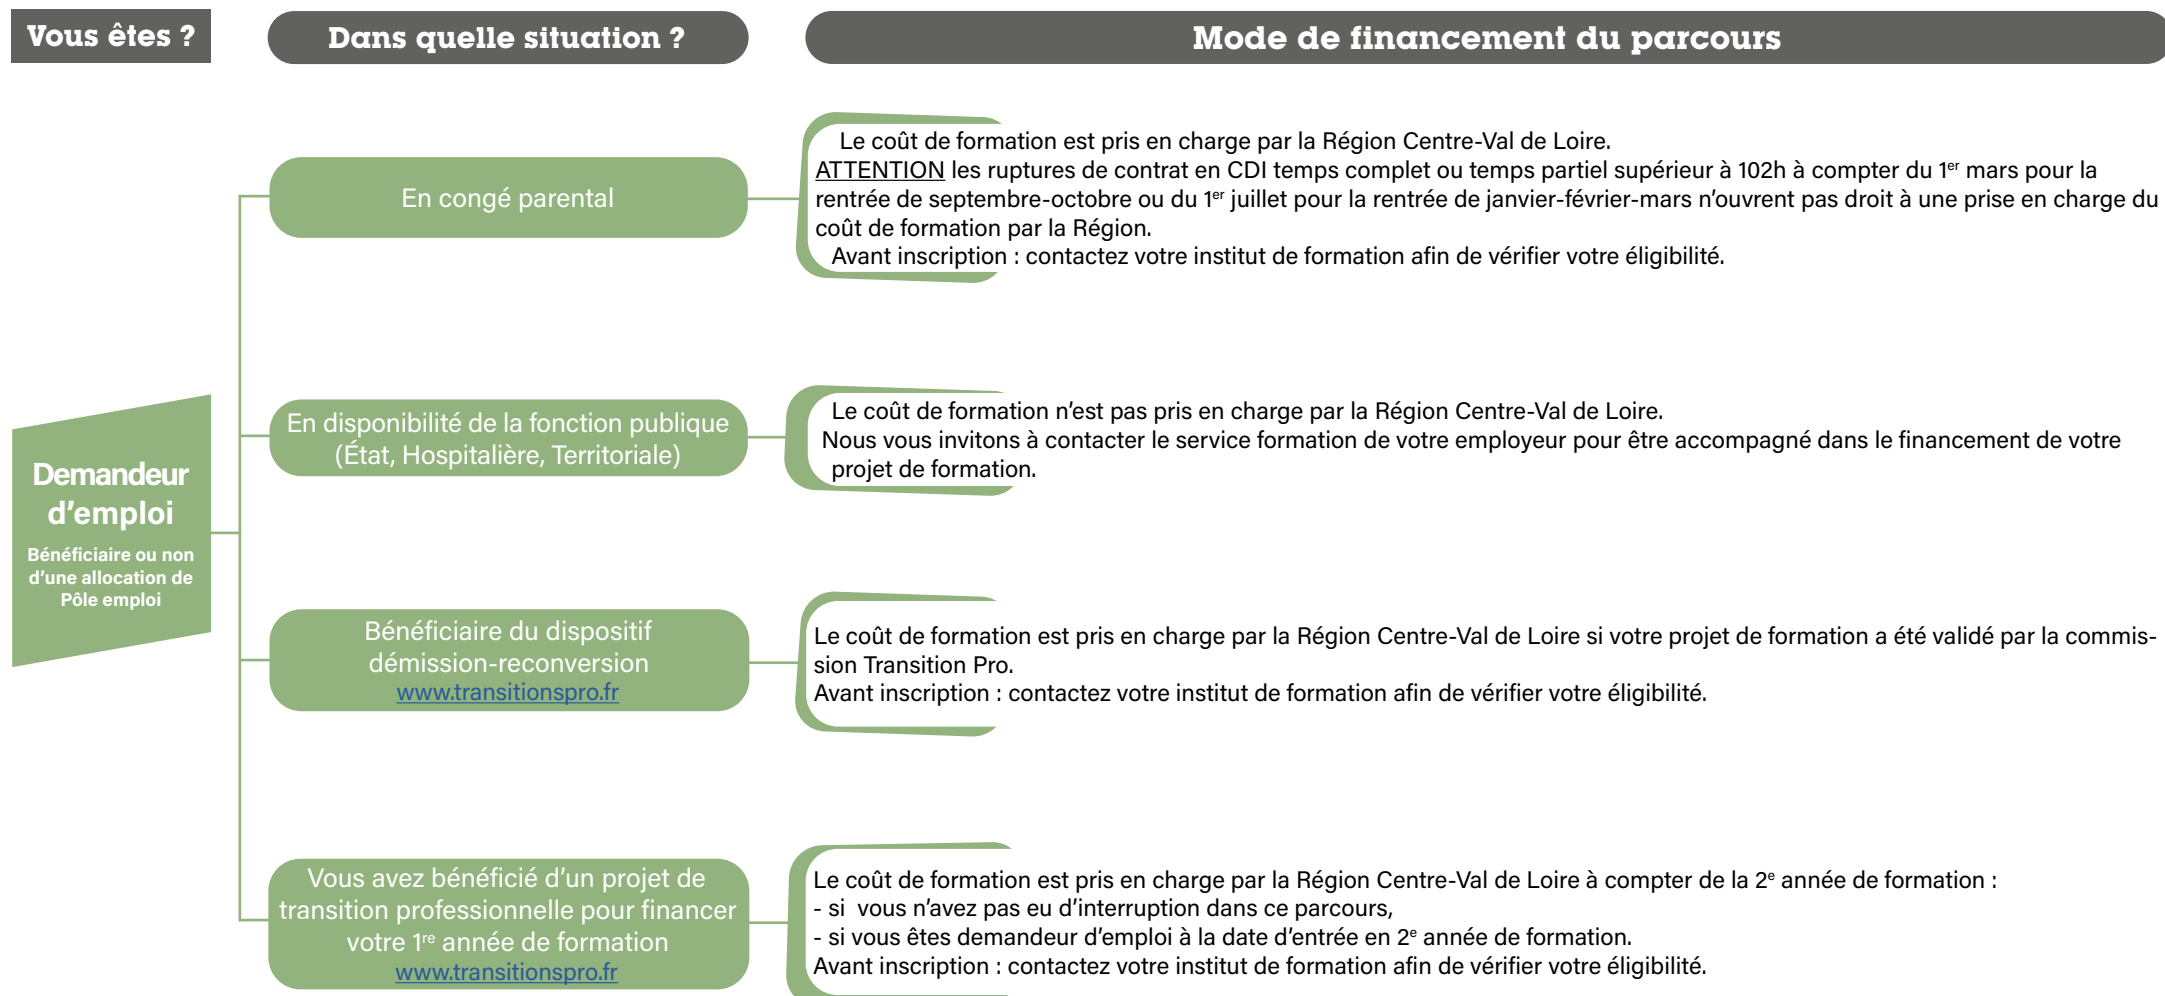 Vous êtes ?
Dans quelle situation ?
Mode de financement du parcours
Demandeur
d'emploi
Bénéficiaire ou non
d'une allocation de
Pôle emploi
En congé parental
Le coût de formation est pris en charge par la Région Centre-Val de Loire.
ATTENTION les ruptures de contrat en CDI temps complet ou temps partiel supérieur à 102h à compter du 1er mars pour la
rentrée de septembre-octobre ou du 1er juillet pour la rentrée de janvier-février-mars n'ouvrent pas droit à une prise en charge du
coût de formation par la Région.
Avant inscription : contactez votre institut de formation afin de vérifier votre éligibilité.
En disponibilité de la fonction publique
(État, Hospitalière, Territoriale)
Le coût de formation n'est pas pris en charge par la Région Centre-Val de Loire.
Nous vous invitons à contacter le service formation de votre employeur pour être accompagné dans le financement de votre
projet de formation.
Bénéficiaire du dispositif
démission-reconversion
www.transitionspro.fr
Le coût de formation est pris en charge par la Région Centre-Val de Loire si votre projet de formation a été validé par la commis-
sion Transition Pro.
Avant inscription : contactez votre institut de formation afin de vérifier votre éligibilité.
Vous avez bénéficié d'un projet de
transition professionnelle pour financer
votre 1re année de formation
www.transitionspro.fr
Le coût de formation est pris en charge par la Région Centre-Val de Loire à compter de la 2e année de formation :
- si vous n'avez pas eu d'interruption dans ce parcours,
- si vous êtes demandeur d'emploi à la date d'entrée en 2e année de formation.
Avant inscription : contactez votre institut de formation afin de vérifier votre éligibilité.